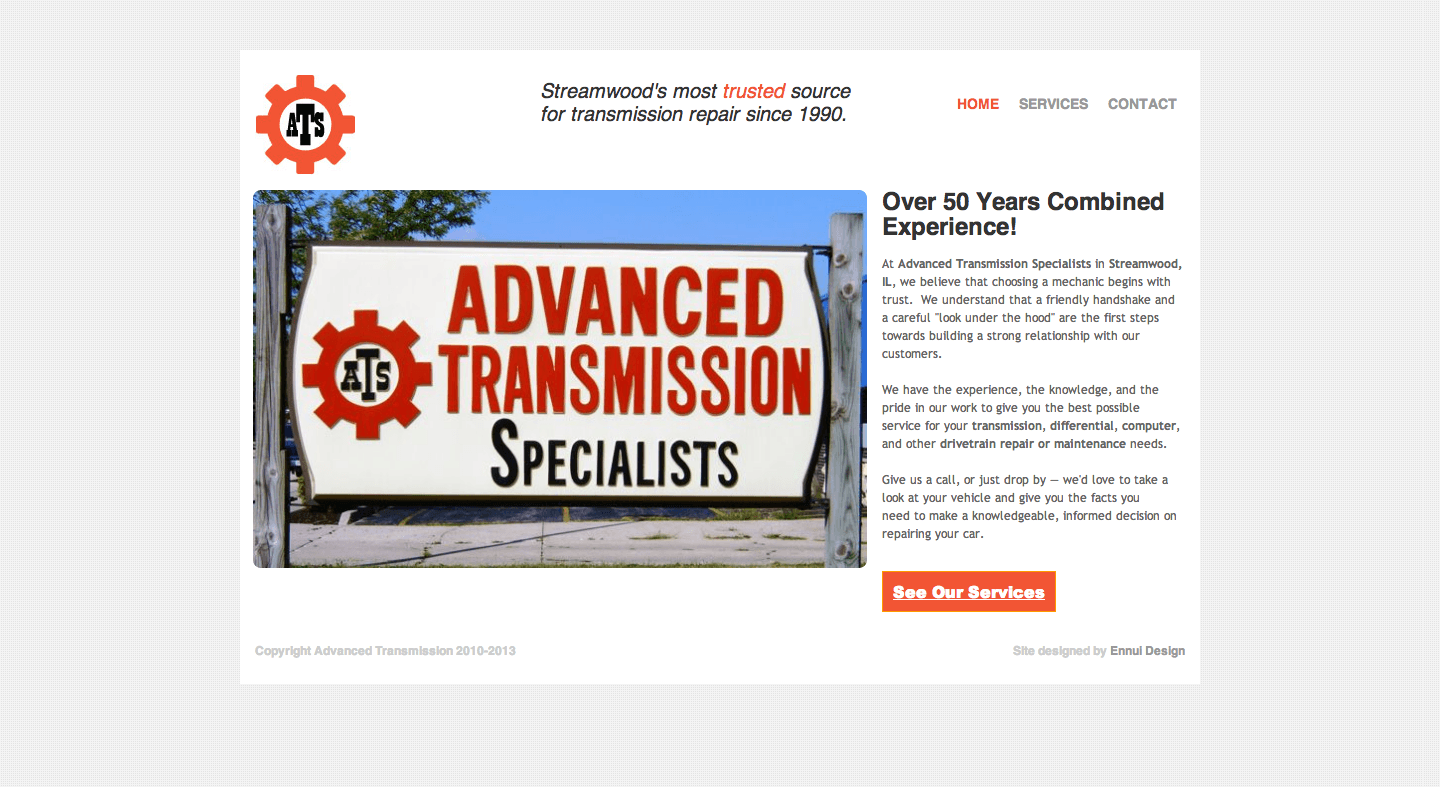 ATS
Streamwood's most trusted source
for transmission repair since 1990.
HOME SERVICES CONTACT
ADVANCED
TRANSMISSION
SPECIALISTS
ATS
Over 50 Years Combined
Experience!
At Advanced Transmission Specialists in Streamwood,
IL, we believe that choosing a mechanic begins with
trust. We understand that a friendly handshake and
a careful "look under the hood" are the first steps
towards building a strong relationship with our
customers.
We have the experience, the knowledge, and the
pride in our work to give you the best possible
service for your transmission, differential, computer,
and other drivetrain repair or maintenance needs.
Give us a call, or just drop by — we'd love to take a
look at your vehicle and give you the facts you
need to make a knowledgeable, informed decision on
repairing your car.
See Our Services
Copyright Advanced Transmission 2010-2013
Site designed by Ennui Design